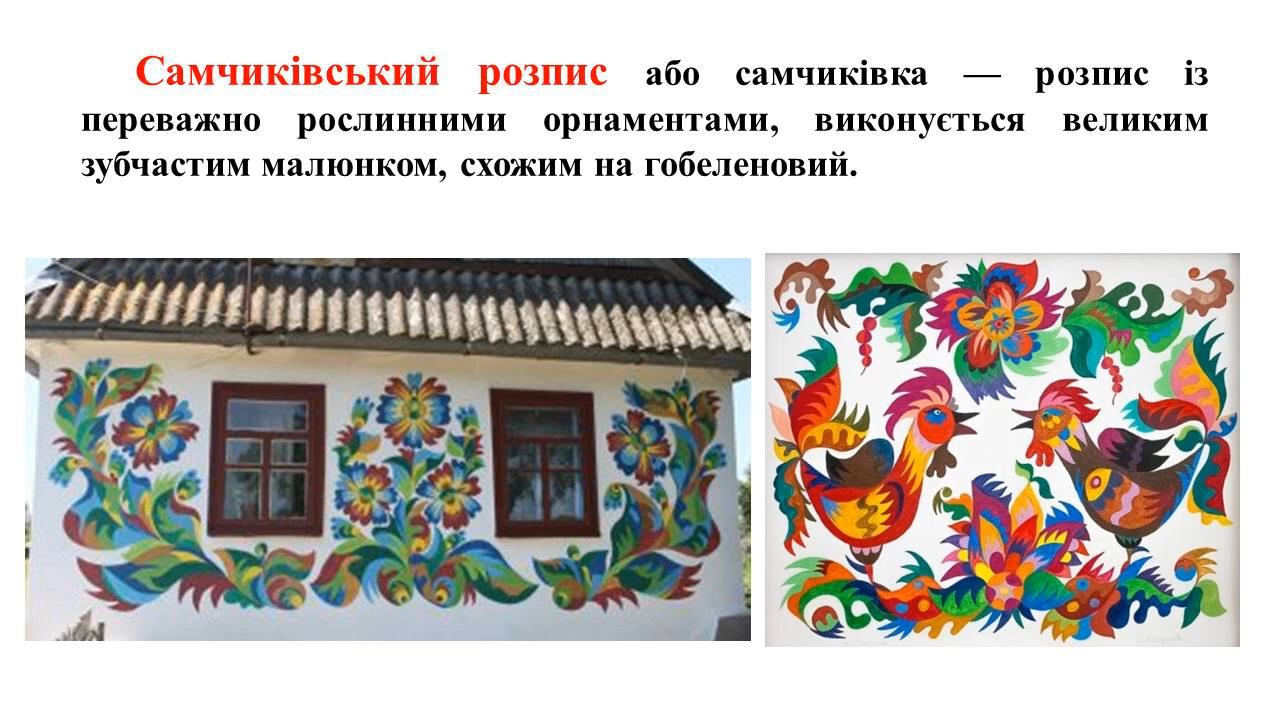 Самчиківський розпис або самчиківка — розпис із
переважно рослинними орнаментами, виконується великим
зубчастим малюнком, схожим на гобеленовий.